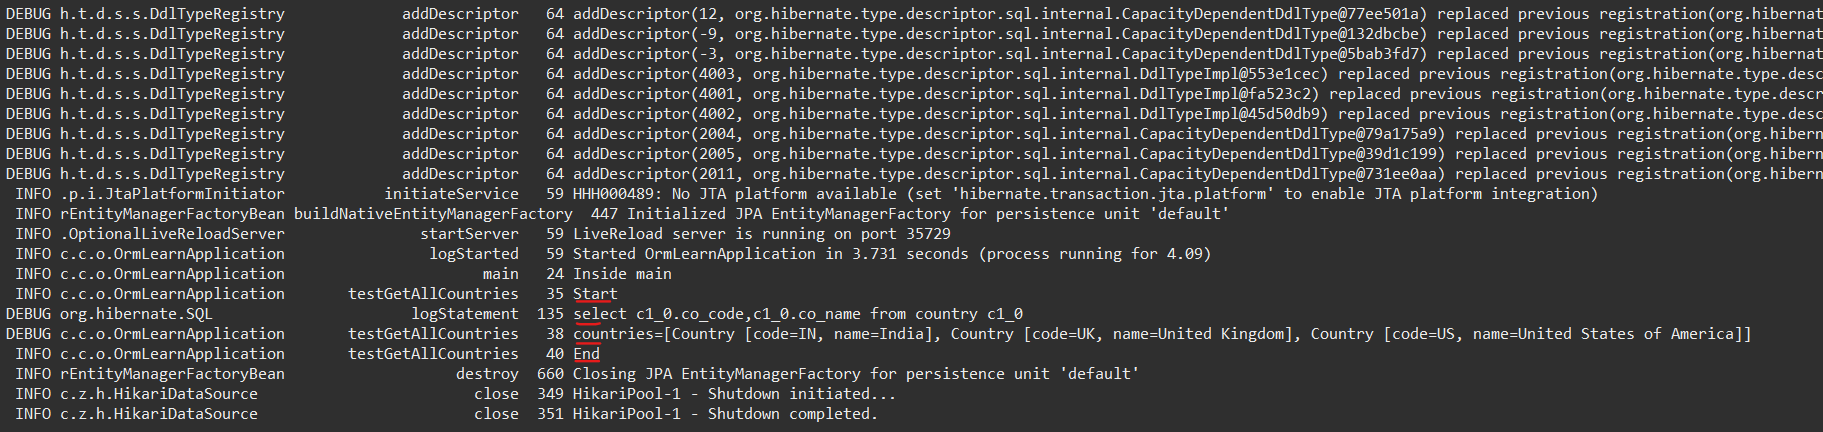 DEBUG h.t.d.s.s.DdlTypeRegistry addDescriptor 64 addDescriptor(12, org.hibernate.type.descriptor.sql.internal.CapacityDependentDdlType@77ee501a) replaced previous registration(org.hibernat
DEBUG h.t.d.s.s.DdlTypeRegistry addDescriptor 64 addDescriptor(-9, org.hibernate.type.descriptor.sql.internal.CapacityDependentDdlType@132dbcbe) replaced previous registration(org.hibernat
DEBUG h.t.d.s.s.DdlTypeRegistry addDescriptor 64 addDescriptor(-3, org.hibernate.type.descriptor.sql.internal.CapacityDependentDdlType@5bab3fd7) replaced previous registration(org.hibernat
DEBUG h.t.d.s.s.DdlTypeRegistry addDescriptor 64 addDescriptor(4003, org.hibernate.type.descriptor.sql.internal.DdlTypeImpl@553e1cec) replaced previous registration(org.hibernate.type.desc
DEBUG h.t.d.s.s.DdlTypeRegistry addDescriptor 64 addDescriptor(4001, org.hibernate.type.descriptor.sql.internal.DdlTypeImpl@fa523c2) replaced previous registration(org.hibernate.type.descr
DEBUG h.t.d.s.s.DdlTypeRegistry addDescriptor 64 addDescriptor(4002, org.hibernate.type.descriptor.sql.internal.DdlTypeImpl@45d50db9) replaced previous registration(org.hibernate.type.desc
DEBUG h.t.d.s.s.DdlTypeRegistry addDescriptor 64 addDescriptor(2004, org.hibernate.type.descriptor.sql.internal.CapacityDependentDdlType@79a175a9) replaced previous registration(org.hibern
DEBUG h.t.d.s.s.DdlTypeRegistry addDescriptor 64 addDescriptor(2005, org.hibernate.type.descriptor.sql.internal.CapacityDependentDdlType@39d1c199) replaced previous registration(org.hibern
DEBUG h.t.d.s.s.DdlTypeRegistry addDescriptor 64 addDescriptor(2011, org.hibernate.type.descriptor.sql.internal.CapacityDependentDdlType@731ee0aa) replaced previous registration(org.hibern
INFO .p.i.JtaPlatformInitiator initiateService 59 HHH000489: No JTA platform available (set 'hibernate.transaction.jta.platform' to enable JTA platform integration)
INFO rEntityManagerFactoryBean buildNativeEntityManagerFactory 447 Initialized JPA EntityManagerFactory for persistence unit 'default'
INFO .OptionalLiveReloadServer startServer 59 LiveReload server is running on port 35729
INFO c.c.o.OrmLearnApplication logStarted 59 Started OrmLearnApplication in 3.731 seconds (process running for 4.09)
INFO c.c.o.OrmLearnApplication main 24 Inside main
INFO c.c.o.OrmLearnApplication testGetAllCountries 35 Start
DEBUG org.hibernate.SQL logStatement 135 select c1_0.co_code,c1_0.co_name from country c1_0
DEBUG c.c.o.OrmLearnApplication testGetAllCountries 38 countries=[Country [code=IN, name=India], Country [code=UK, name=United Kingdom], Country [code=US, name=United States of America]]
INFO c.c.o.OrmLearnApplication testGetAllCountries 40 End
INFO rEntityManagerFactoryBean destroy 660 Closing JPA EntityManagerFactory for persistence unit 'default'
INFO c.z.h.HikariDataSource close 349 HikariPool-1 - Shutdown initiated...
INFO c.z.h.HikariDataSource close 351 HikariPool-1 - Shutdown completed.